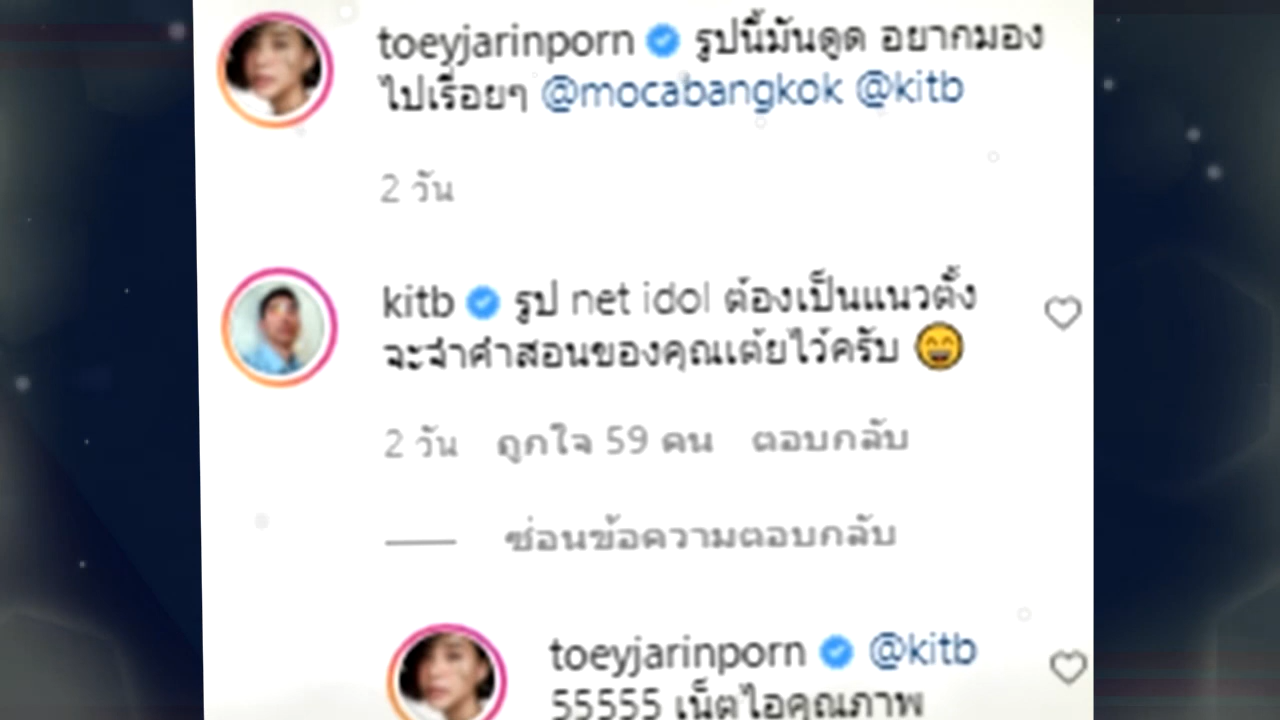 toeyjarinporn รูปนี้มันดูด อยากมอง
ไปเรื่อยๆ @mocabangkok @kitb
2 วัน
kitb รูป net idol ต้องเป็นแนวตั้ง
จะจำคำสอนของคุณเต้ยไว้ครับ 😄
2 วัน ถูกใจ 59 คน ตอบกลับ
ซ่อนข้อความตอบกลับ
toeyjarinporn @kitb
55555 เน็ตไอคุณภาพ